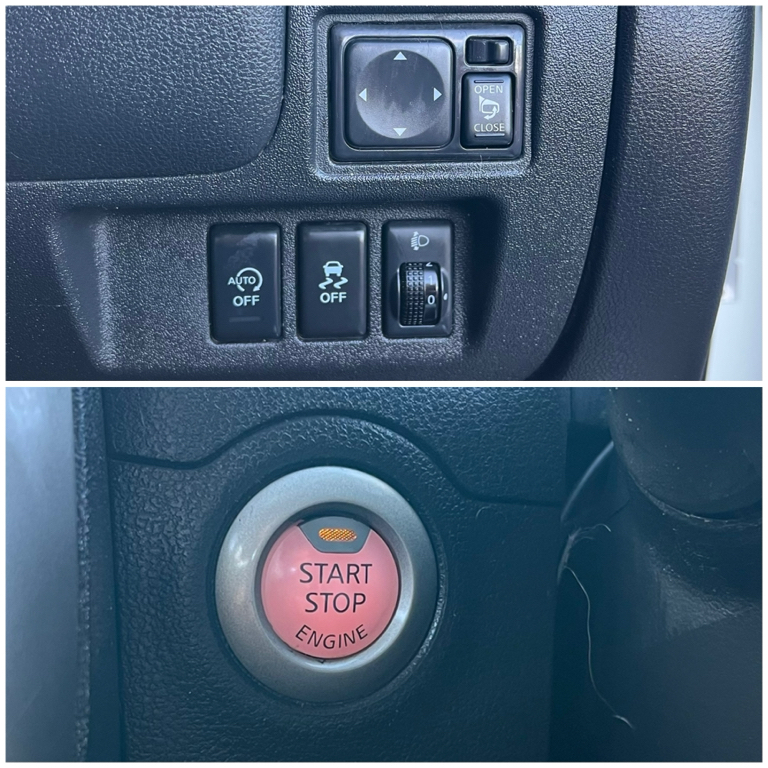 OPEN
CLOSE
AUTO
OFF
OFF
0
START
STOP
ENGINE